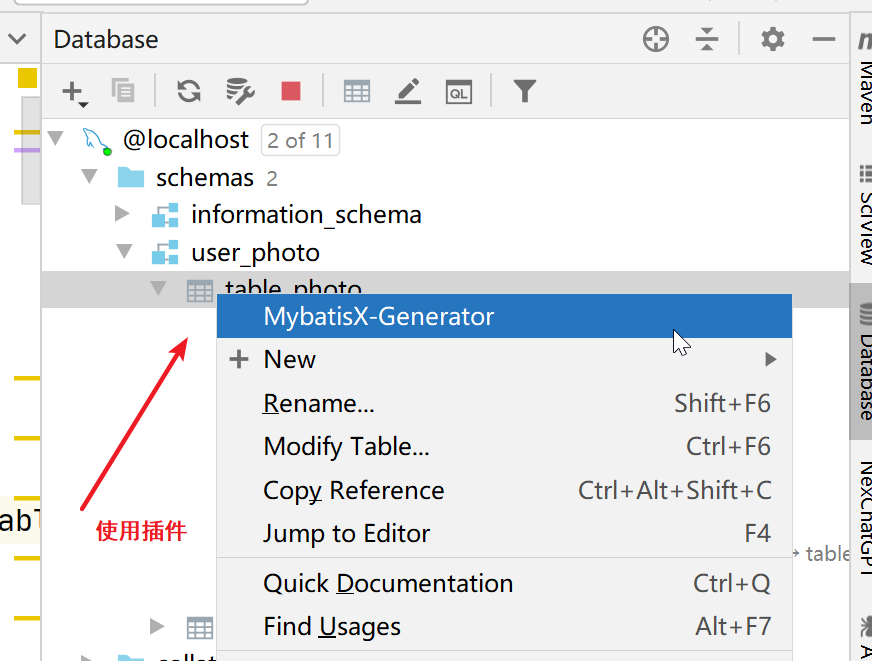 Database
@localhost 2 of 11
schemas 2
information_schema
user_photo
table_photo
MybatisX-Generator
New
Rename... Shift+F6
Modify Table... Ctrl+F6
Copy Reference Ctrl+Alt+Shift+C
Jump to Editor F4
Quick Documentation Ctrl+Q
Find Usages Alt+F7
使用插件
table
QL
Maven
SciView
Database
NexChatGPT